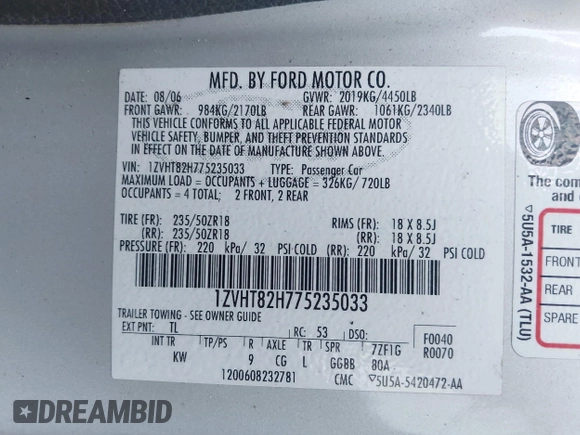 MFD. BY FORD MOTOR CO.
DATE: 08/06 GVWR: 2019KG/4450LB
FRONT GAWR: 984KG/2170LB REAR GAWR: 1061KG/2340LB
THIS VEHICLE CONFORMS TO ALL APPLICABLE FEDERAL MOTOR
VEHICLE SAFETY, BUMPER, AND THEFT PREVENTION STANDARDS
IN EFFECT ON THE DATE OF MANUFACTURE SHOWN ABOVE.
VIN: 1ZVHT82H775235033 TYPE: Passenger Car
MAXIMUM LOAD = OCCUPANTS + LUGGAGE = 326KG/720LB
OCCUPANTS = 4 TOTAL; 2 FRONT, 2 REAR
TIRE (FR): 235/50ZR18 RIMS (FR): 18 X 8.5J
(RR): 235/50ZR18 (RR): 18 X 8.5J
PRESSURE (FR): 220 kPa/ 32 PSI COLD (RR): 220 kPa/ 32 PSI COLD
1ZVHT82H775235033
TRAILER TOWING - SEE OWNER GUIDE
EXT PNT: TL RC: 53 DSO: F0040
INT TR TP/PS R AXLE TR SPR 7ZF1G R0070
KW 9 CG L GGBB 80A
1200608232781 CMC ▽5U5A-5420472-AA
The com
and c
▽5U5A-1532-AA (TLU)
TIRE
FRONT
REAR
SPARE
DREAMBID